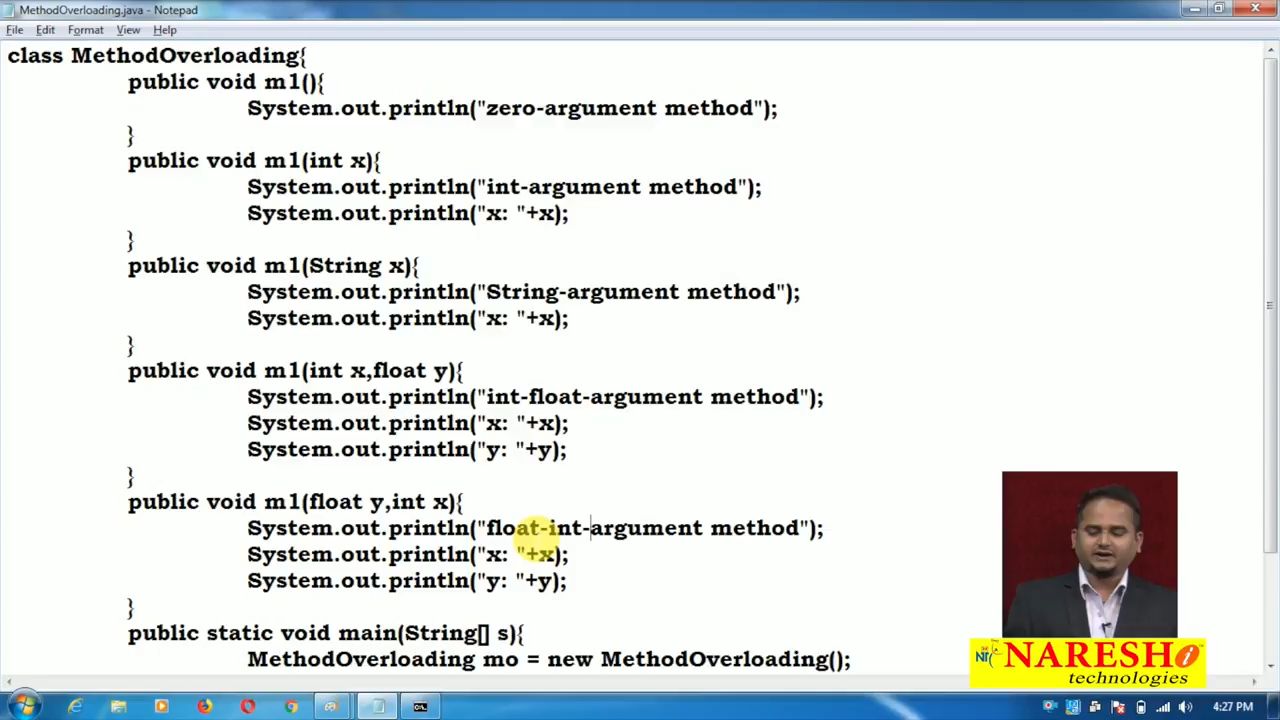 MethodOverloading.java - Notepad
File Edit Format View Help
class MethodOverloading{
public void m1(){
System.out.println("zero-argument method");
}
public void m1(int x){
System.out.println("int-argument method");
System.out.println("x: "+x);
}
public void m1(String x){
System.out.println("String-argument method");
System.out.println("x: "+x);
}
public void m1(int x,float y){
System.out.println("int-float-argument method");
System.out.println("x: "+x);
System.out.println("y: "+y);
}
public void m1(float y,int x){
System.out.println("float-int-argument method");
System.out.println("x: "+x);
System.out.println("y: "+y);
}
public static void main(String[] s){
MethodOverloading mo = new MethodOverloading();
NARESH i
technologies
4:27 PM